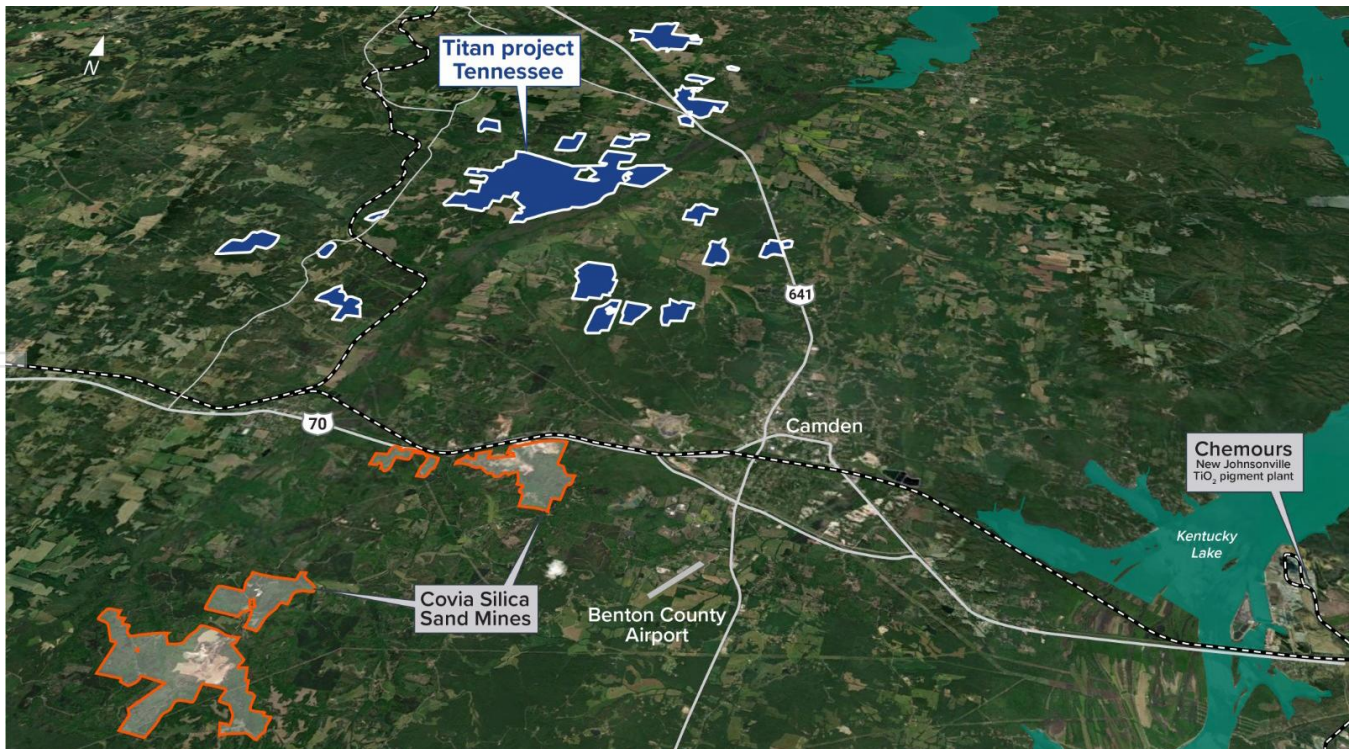 N
Titan project
Tennessee
641
70
Camden
Chemours
New Johnsonville
TiO₂ pigment plant
Kentucky
Lake
Covia Silica
Sand Mines
Benton County
Airport